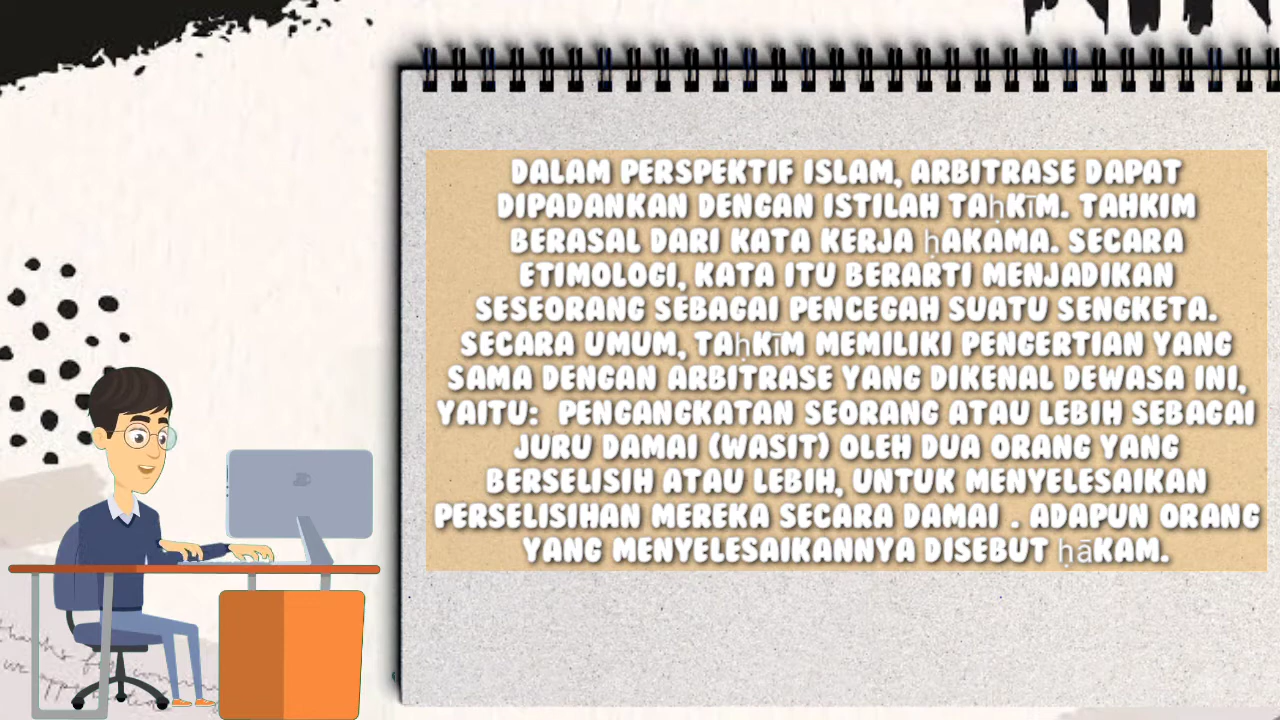 DALAM PERSPEKTIF ISLAM, ARBITRASE DAPAT
DIPADANKAN DENGAN ISTILAH TAḥKīM. TAHKIM
BERASAL DARI KATA KERJA ḥAKAMA. SECARA
ETIMOLOGI, KATA ITU BERARTI MENJADIKAN
SESEORANG SEBAGAI PENCEGAH SUATU SENGKETA.
SECARA UMUM, TAḥKīM MEMILIKI PENGERTIAN YANG
SAMA DENGAN ARBITRASE YANG DIKENAL DEWASA INI,
YAITU:  PENGANGKATAN SEORANG ATAU LEBIH SEBAGAI
JURU DAMAI (WASIT) OLEH DUA ORANG YANG
BERSELISIH ATAU LEBIH, UNTUK MENYELESAIKAN
PERSELISIHAN MEREKA SECARA DAMAI . ADAPUN ORANG
YANG MENYELESAIKANNYA DISEBUT ḥāKAM.